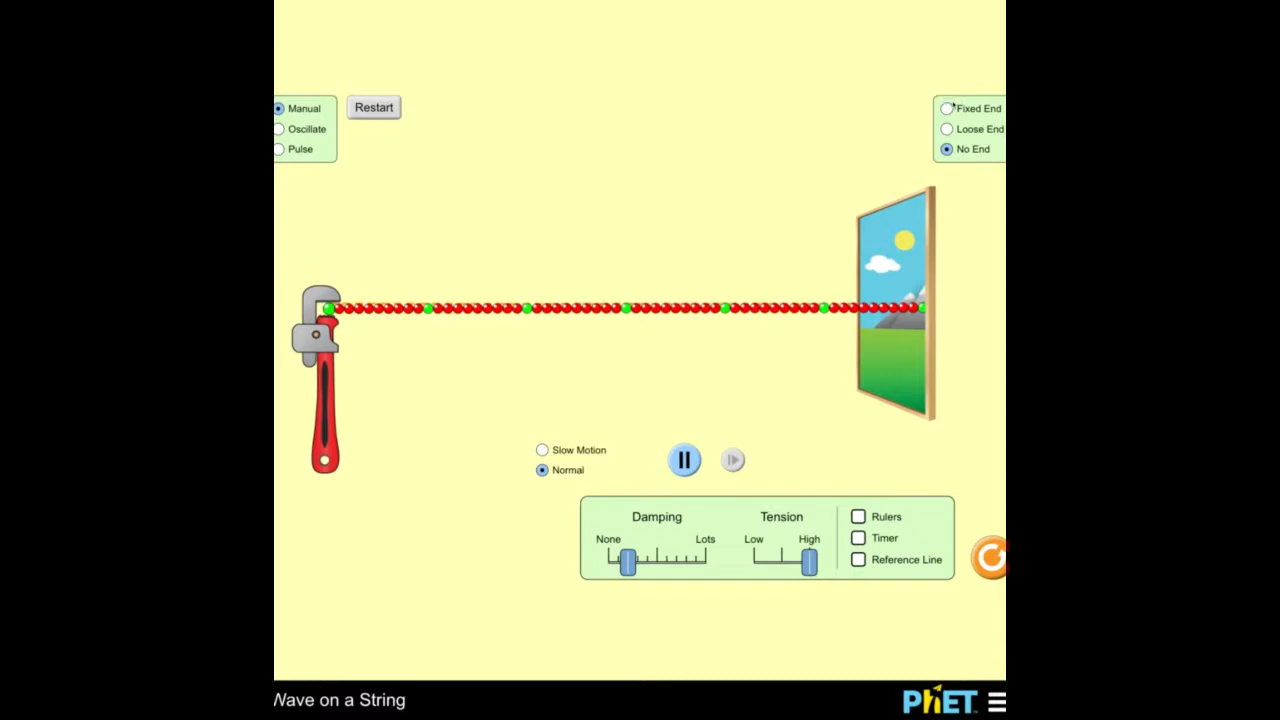 Manual
Restart
Fixed End
Oscillate
Loose End
Pulse
No End
Slow Motion
Normal
Damping
Tension
Rulers
None
Lots
Low
High
Timer
Reference Line
Wave on a String
PhET